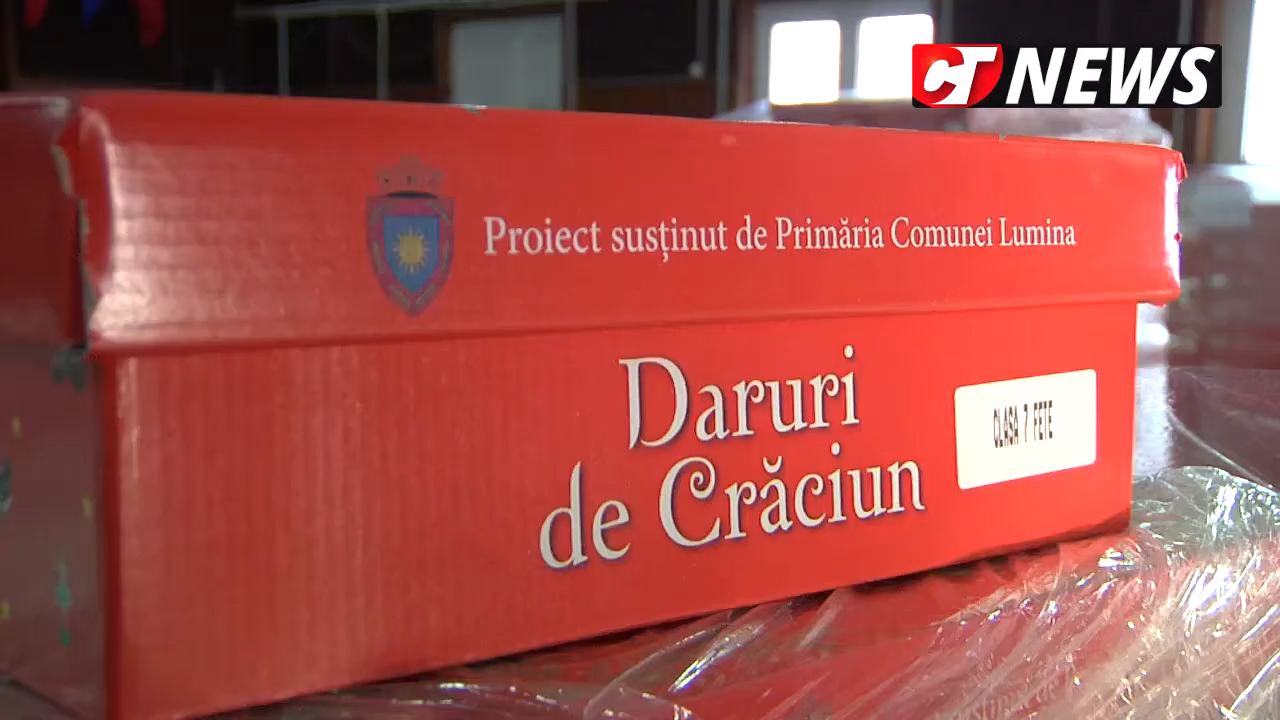 CT NEWS
Proiect susținut de Primăria Comunei Lumina
Daruri
de Crăciun
CLASA 7 FETE